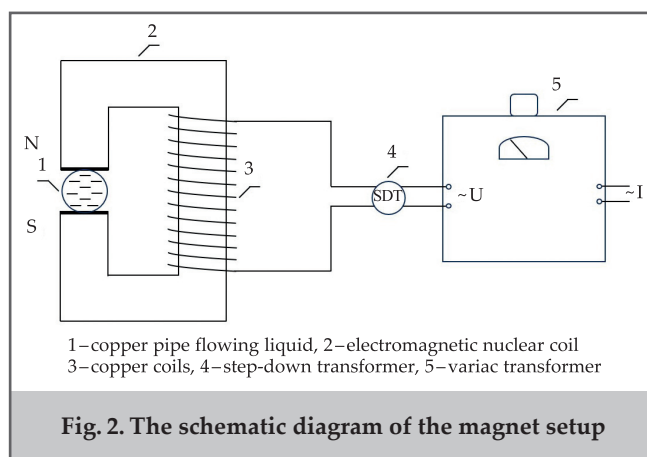 2
5
N
4
1
3
SDT
~U
~I
S
1–copper pipe flowing liquid, 2–electromagnetic nuclear coil
3–copper coils, 4–step-down transformer, 5–variac transformer
Fig. 2. The schematic diagram of the magnet setup